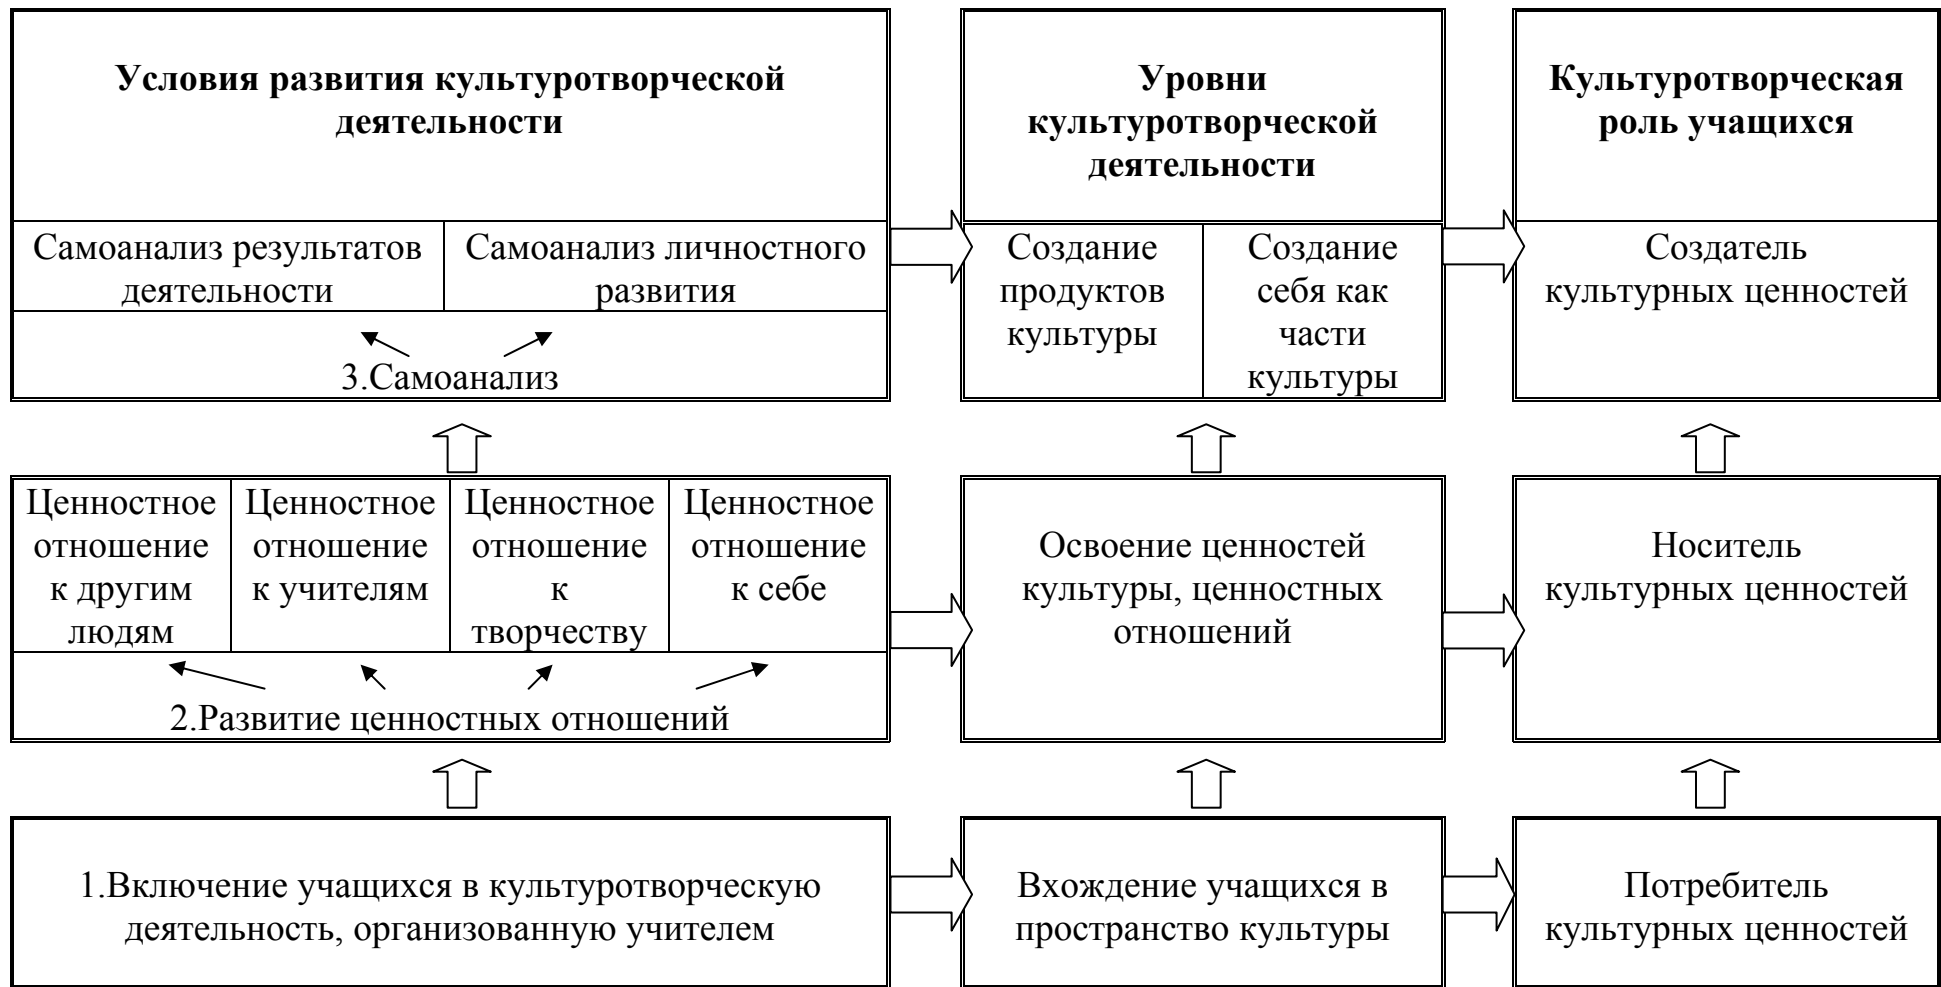 Условия развития культуротворческой
деятельности
Уровни
культуротворческой
деятельности
Культуротворческая
роль учащихся
Самоанализ результатов
деятельности
Самоанализ личностного
развития
3.Самоанализ
Создание
продуктов
культуры
Создание
себя как
части
культуры
Создатель
культурных ценностей
Ценностное
отношение
к другим
людям
Ценностное
отношение
к учителям
Ценностное
отношение
к
творчеству
Ценностное
отношение
к себе
2.Развитие ценностных отношений
Освоение ценностей
культуры, ценностных
отношений
Носитель
культурных ценностей
1.Включение учащихся в культуротворческую
деятельность, организованную учителем
Вхождение учащихся в
пространство культуры
Потребитель
культурных ценностей